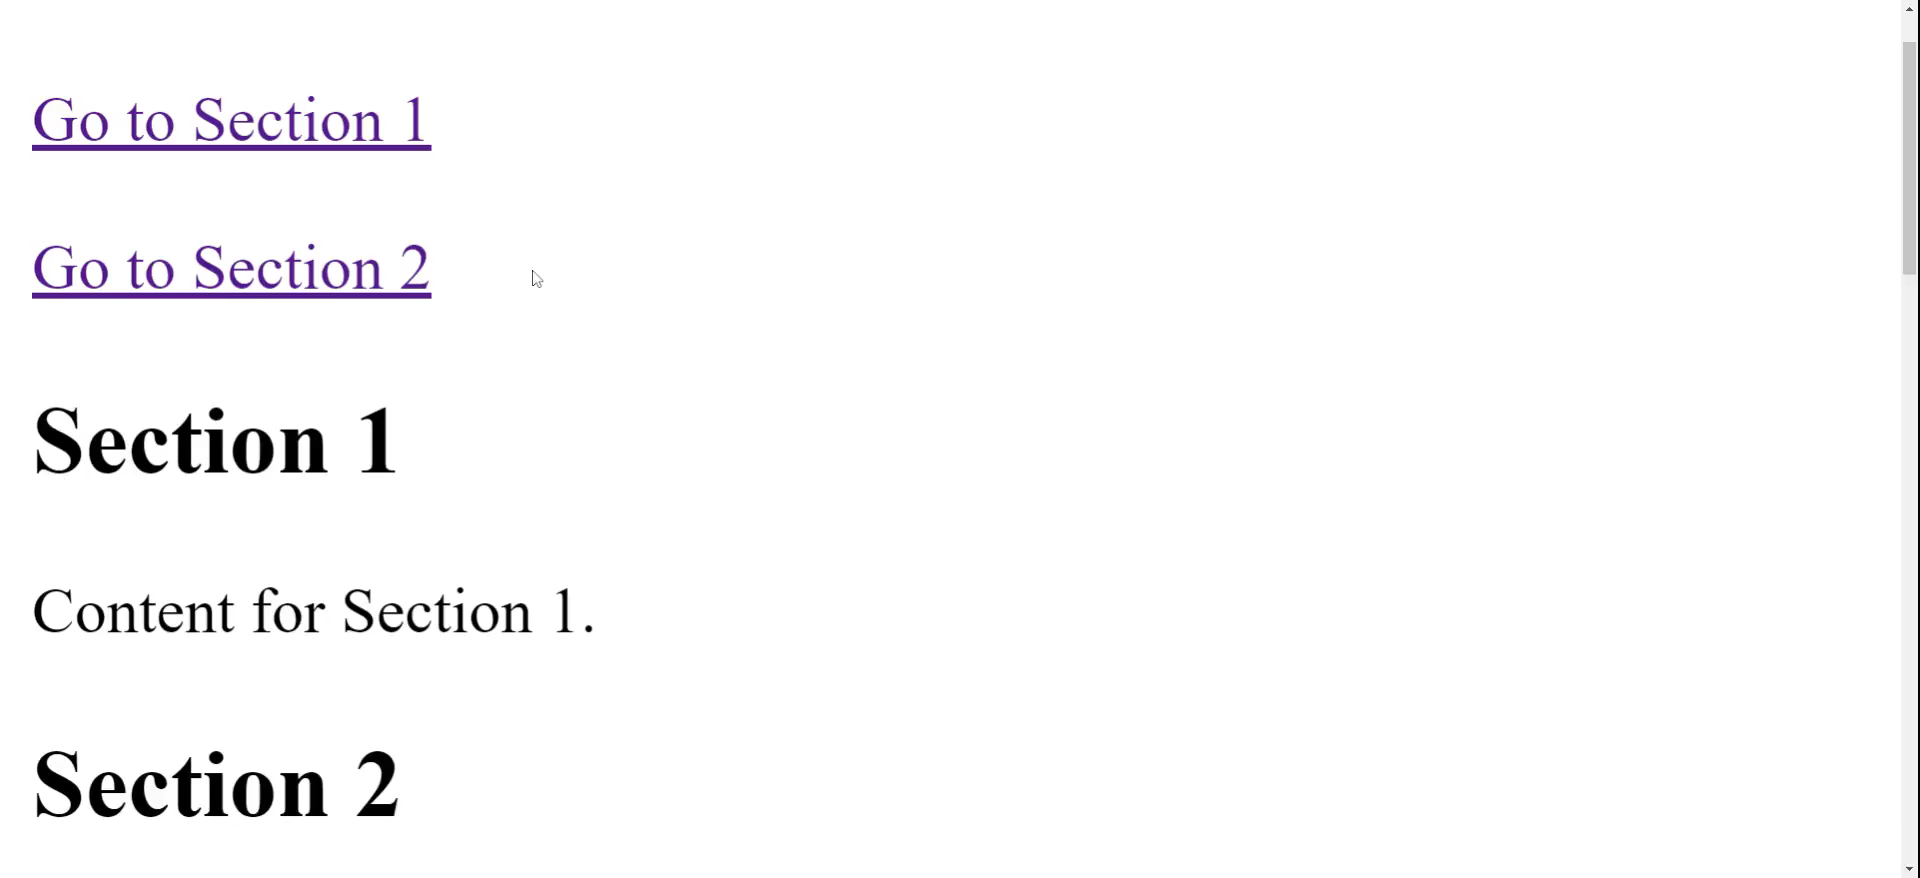 Go to Section 1
Go to Section 2
Section 1
Content for Section 1.
Section 2